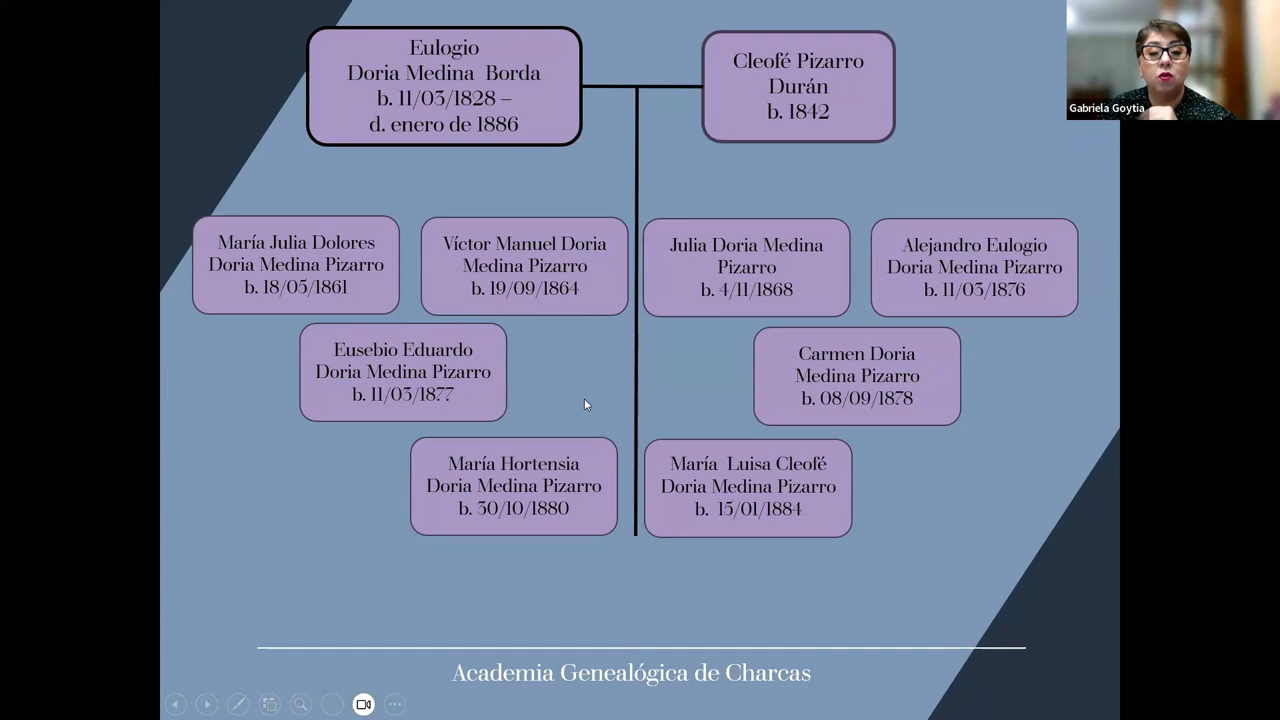 Eulogio
Doria Medina Borda
b. 11/03/1828 –
d. enero de 1886
Cleofé Pizarro
Durán
b. 1842
Gabriela Goytia
María Julia Dolores
Doria Medina Pizarro
b. 18/05/1861
Víctor Manuel Doria
Medina Pizarro
b. 19/09/1864
Julia Doria Medina
Pizarro
b. 4/11/1868
Alejandro Eulogio
Doria Medina Pizarro
b. 11/03/1876
Eusebio Eduardo
Doria Medina Pizarro
b. 11/03/1877
Carmen Doria
Medina Pizarro
b. 08/09/1878
María Hortensia
Doria Medina Pizarro
b. 30/10/1880
María Luisa Cleofé
Doria Medina Pizarro
b. 15/01/1884
Academia Genealógica de Charcas